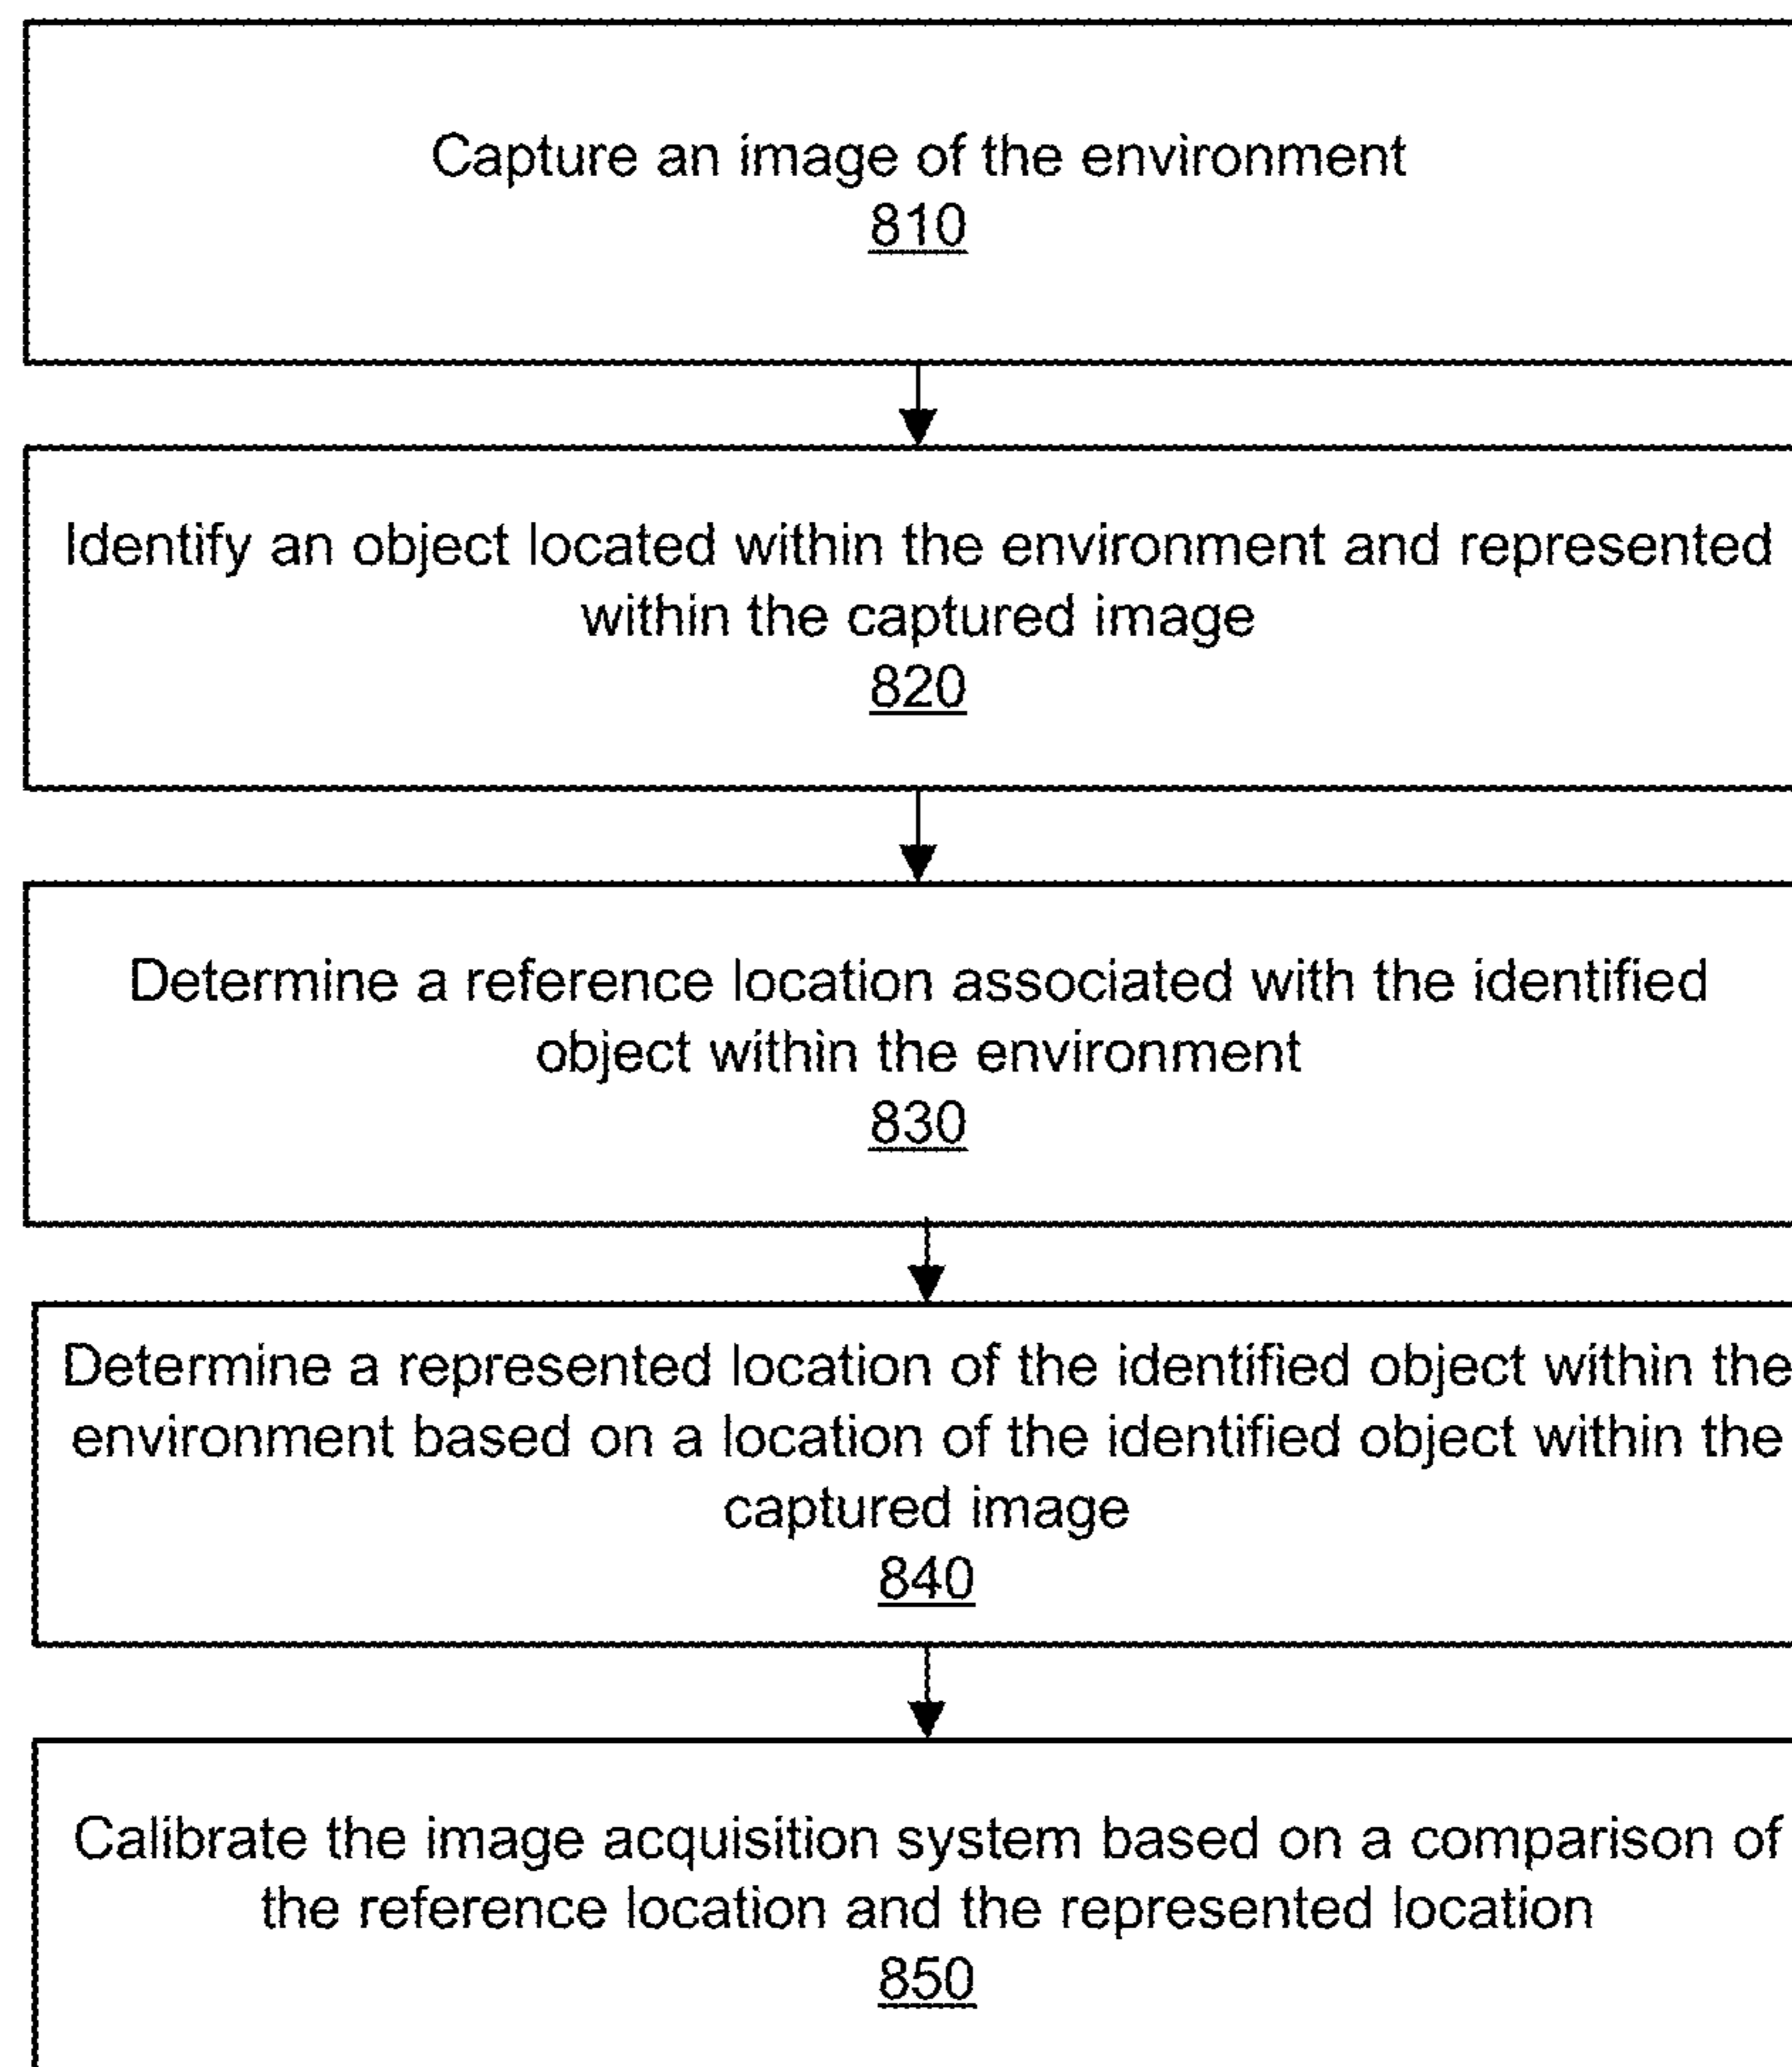 Capture an image of the environment
810
Identify an object located within the environment and represented
within the captured image
820
Determine a reference location associated with the identified
object within the environment
830
Determine a represented location of the identified object within the
environment based on a location of the identified object within the
captured image
840
Calibrate the image acquisition system based on a comparison of
the reference location and the represented location
850